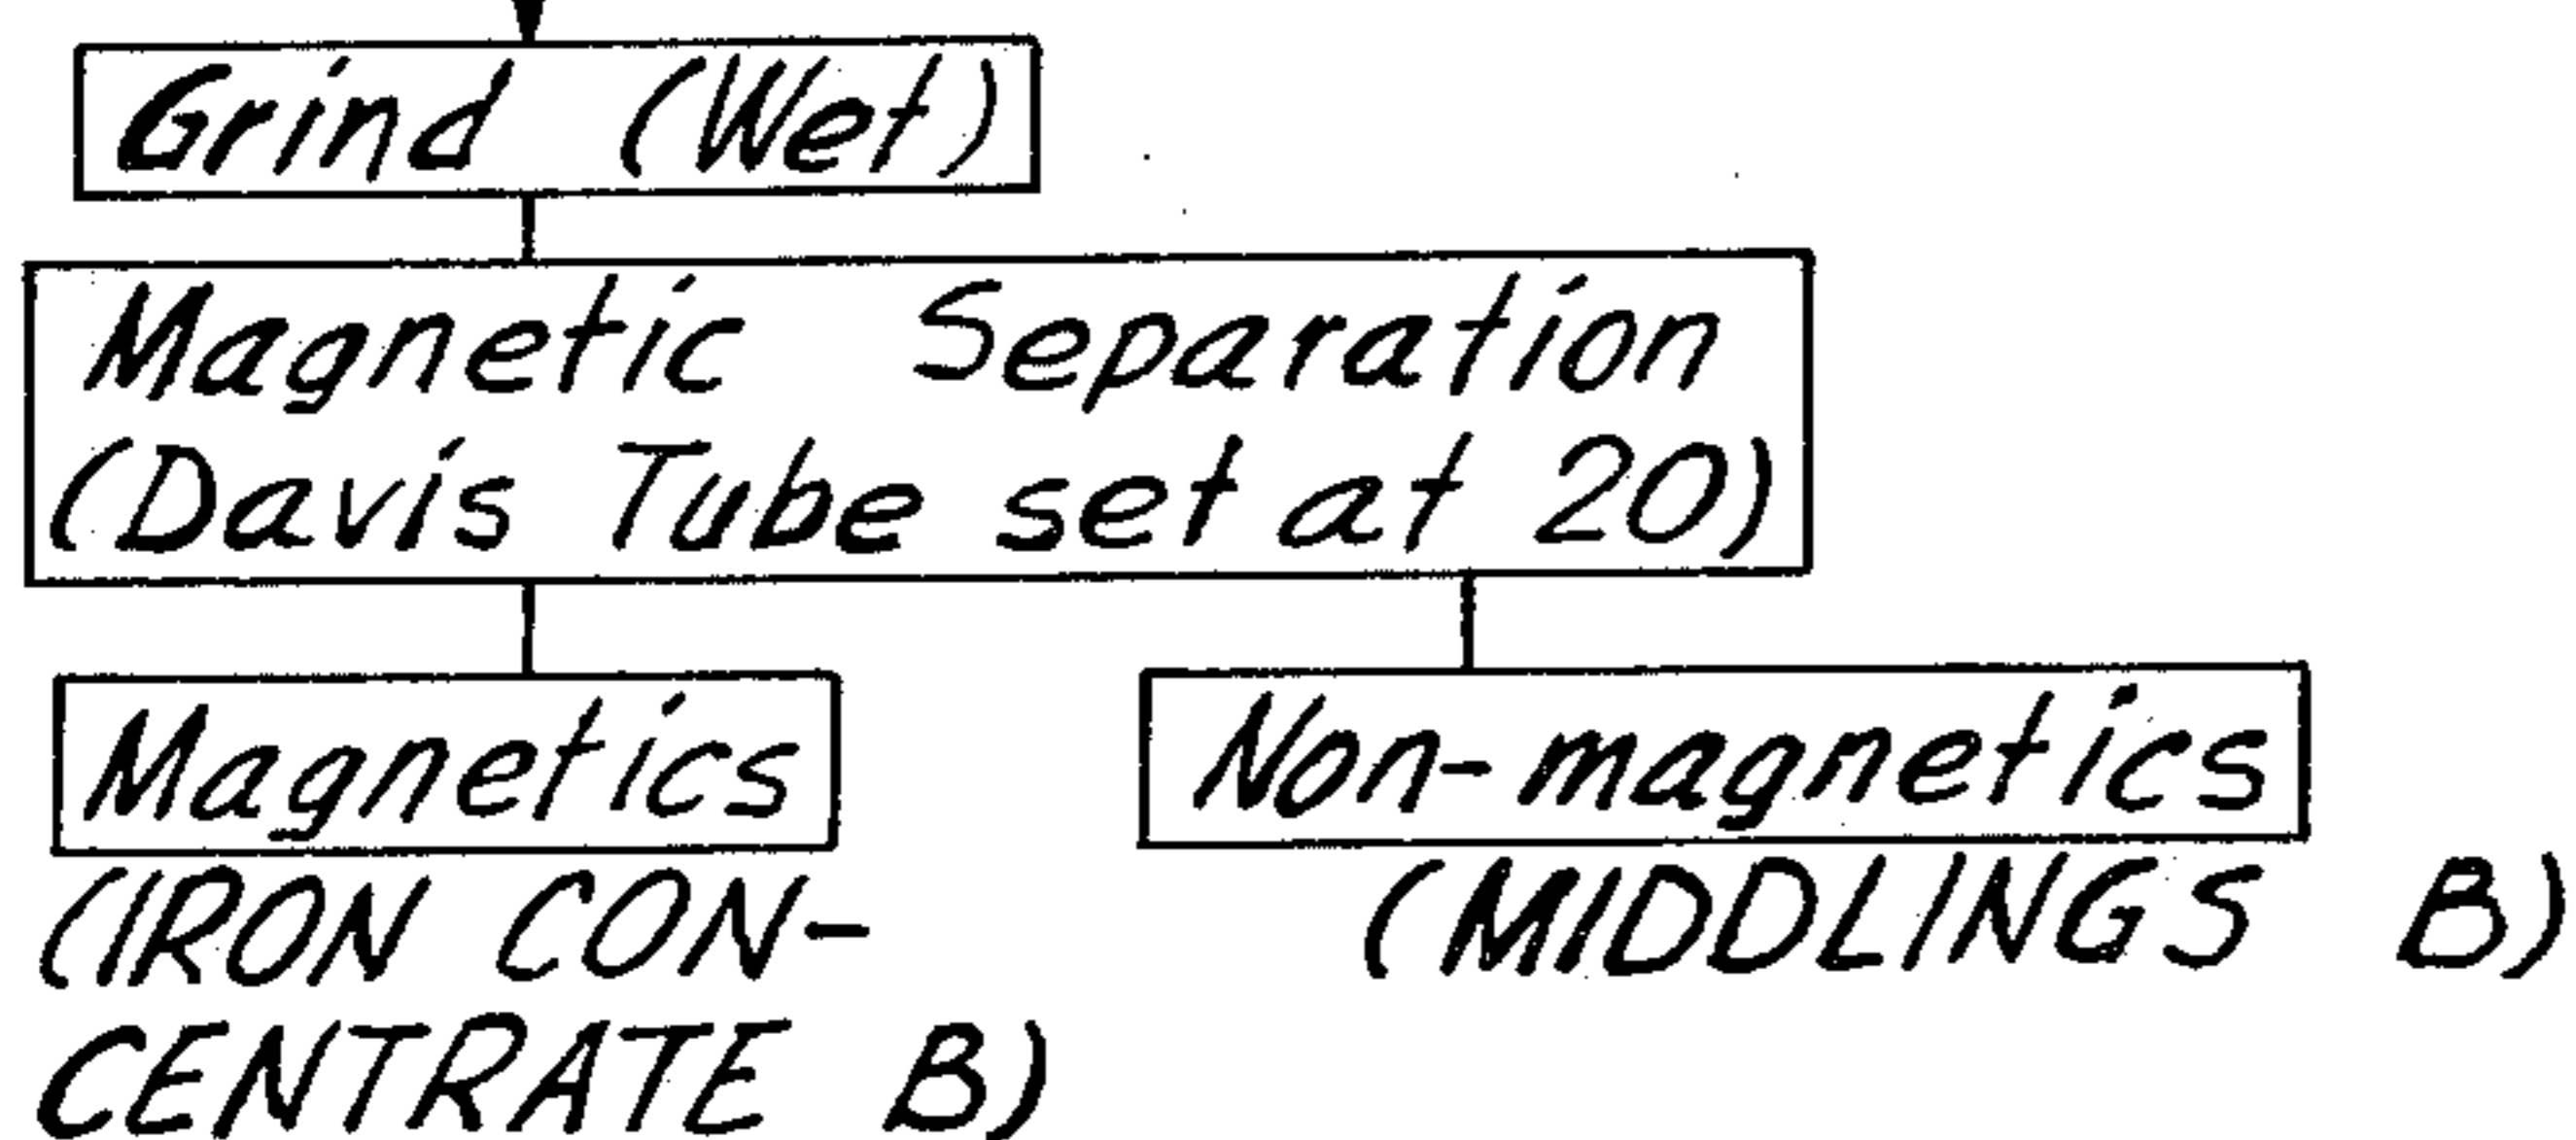 Grind (Wet)
Magnetic Separation
(Davis Tube set at 20)
Magnetics
Non-magnetics
(IRON CON-
CENTRATE B)
(MIDDLINGS B)